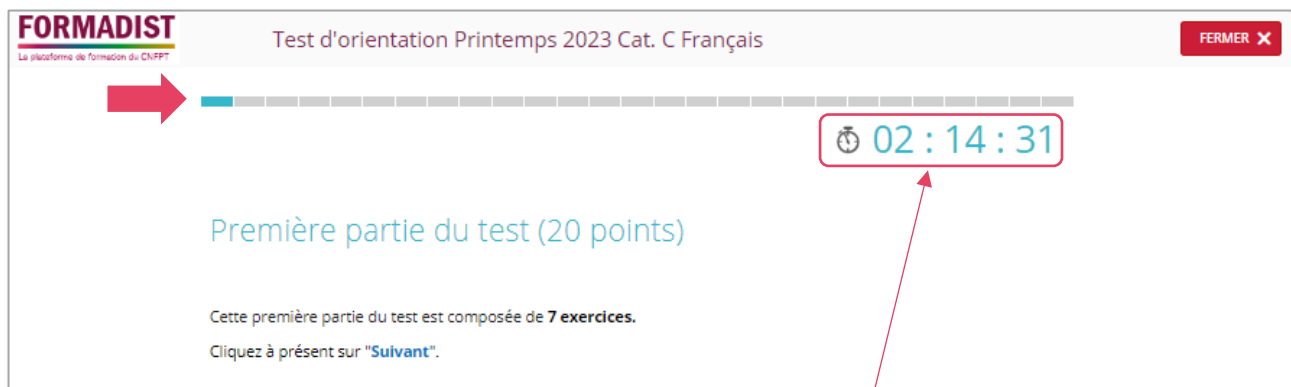 FORMADIST
La plateforme de formation du CNFPT
Test d'orientation Printemps 2023 Cat. C Français
FERMER X
02 : 14 : 31
Première partie du test (20 points)
Cette première partie du test est composée de 7 exercices.
Cliquez à présent sur "Suivant".